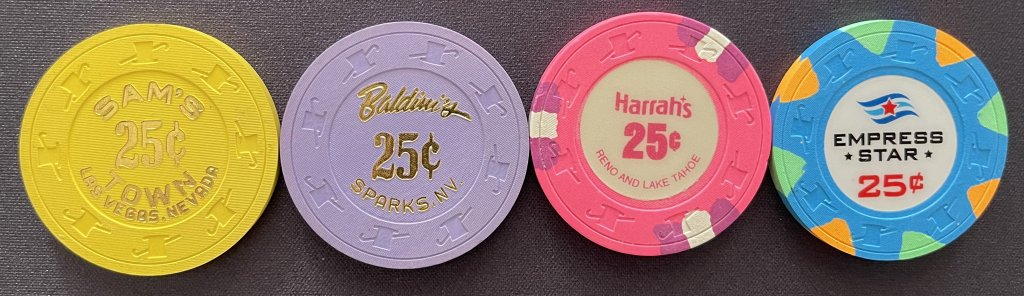 SAM'S
25¢
TOWN
LAS VEGAS, NEVADA
Baldini's
25¢
SPARKS, NV.
Harrah's
25¢
RENO AND LAKE TAHOE
EMPRESS
★ STAR ★
25¢